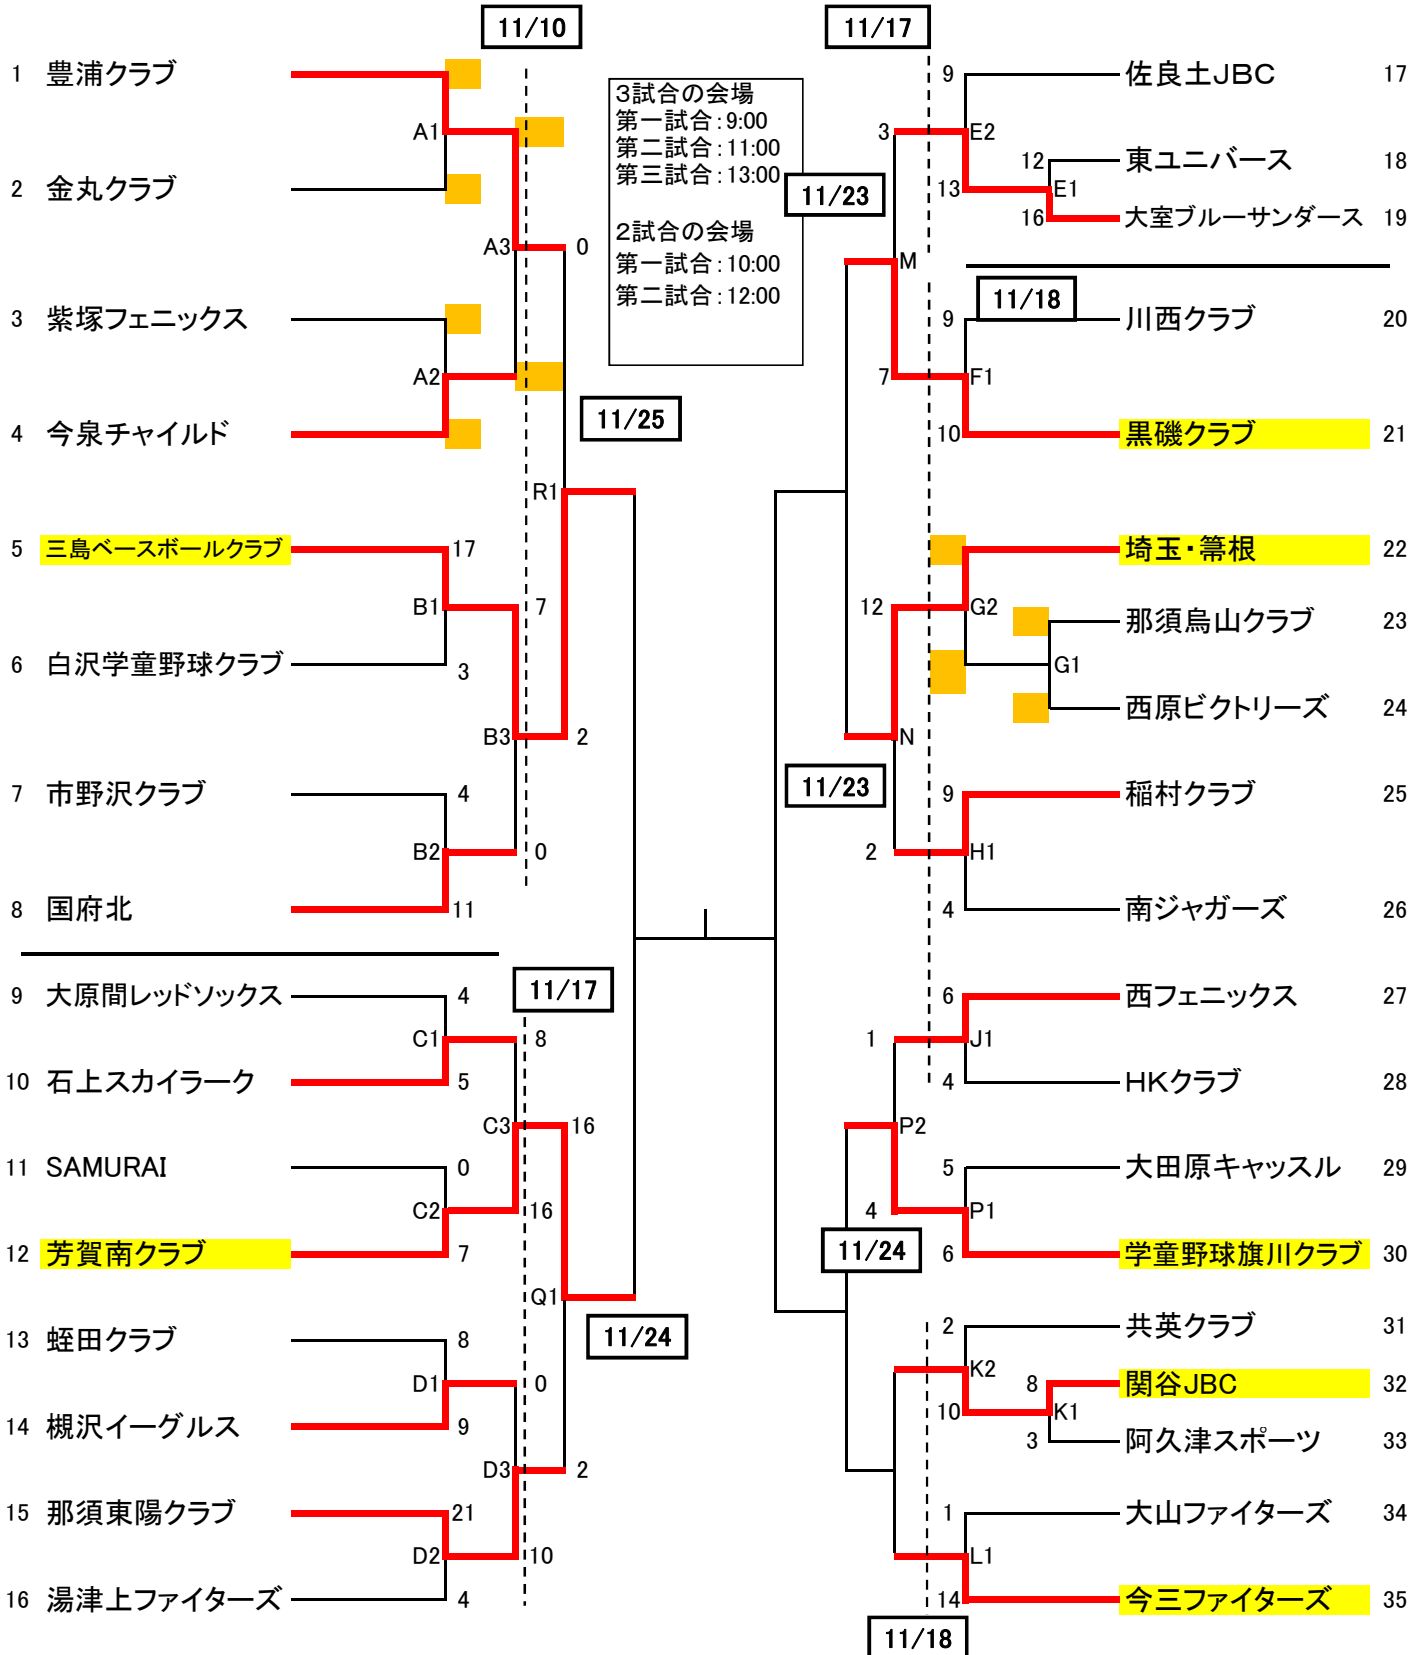 11/10
11/17
1 豊浦クラブ
A1
2 金丸クラブ
A3
0
3 紫塚フェニックス
A2
4 今泉チャイルド
11/25
R1
5 三島ベースボールクラブ
17
B1
7
6 白沢学童野球クラブ
3
B3
2
7 市野沢クラブ
4
B2
0
8 国府北
11
11/17
9 大原間レッドソックス
4
C1
8
10 石上スカイラーク
5
C3
16
11 SAMURAI
0
C2
16
12 芳賀南クラブ
7
Q1
11/24
13 蛭田クラブ
8
D1
0
14 槻沢イーグルス
9
D3
2
15 那須東陽クラブ
21
D2
10
16 湯津上ファイターズ
4
3試合の会場
第一試合:9:00
第二試合:11:00
第三試合:13:00
2試合の会場
第一試合:10:00
第二試合:12:00
11/23
9
佐良土JBC 17
3
E2
12
東ユニバース 18
13
E1
16
大室ブルーサンダース 19
M
11/18
9
川西クラブ 20
7
F1
10
黒磯クラブ 21
埼玉・箒根 22
12
G2
那須烏山クラブ 23
G1
西原ビクトリーズ 24
N
11/23
9
稲村クラブ 25
2
H1
4
南ジャガーズ 26
6
西フェニックス 27
1
J1
4
HKクラブ 28
P2
5
大田原キャッスル 29
4
P1
11/24
6
学童野球旗川クラブ 30
2
共英クラブ 31
K2
8
関谷JBC 32
10
K1
3
阿久津スポーツ 33
1
大山ファイターズ 34
L1
14
今三ファイターズ 35
11/18